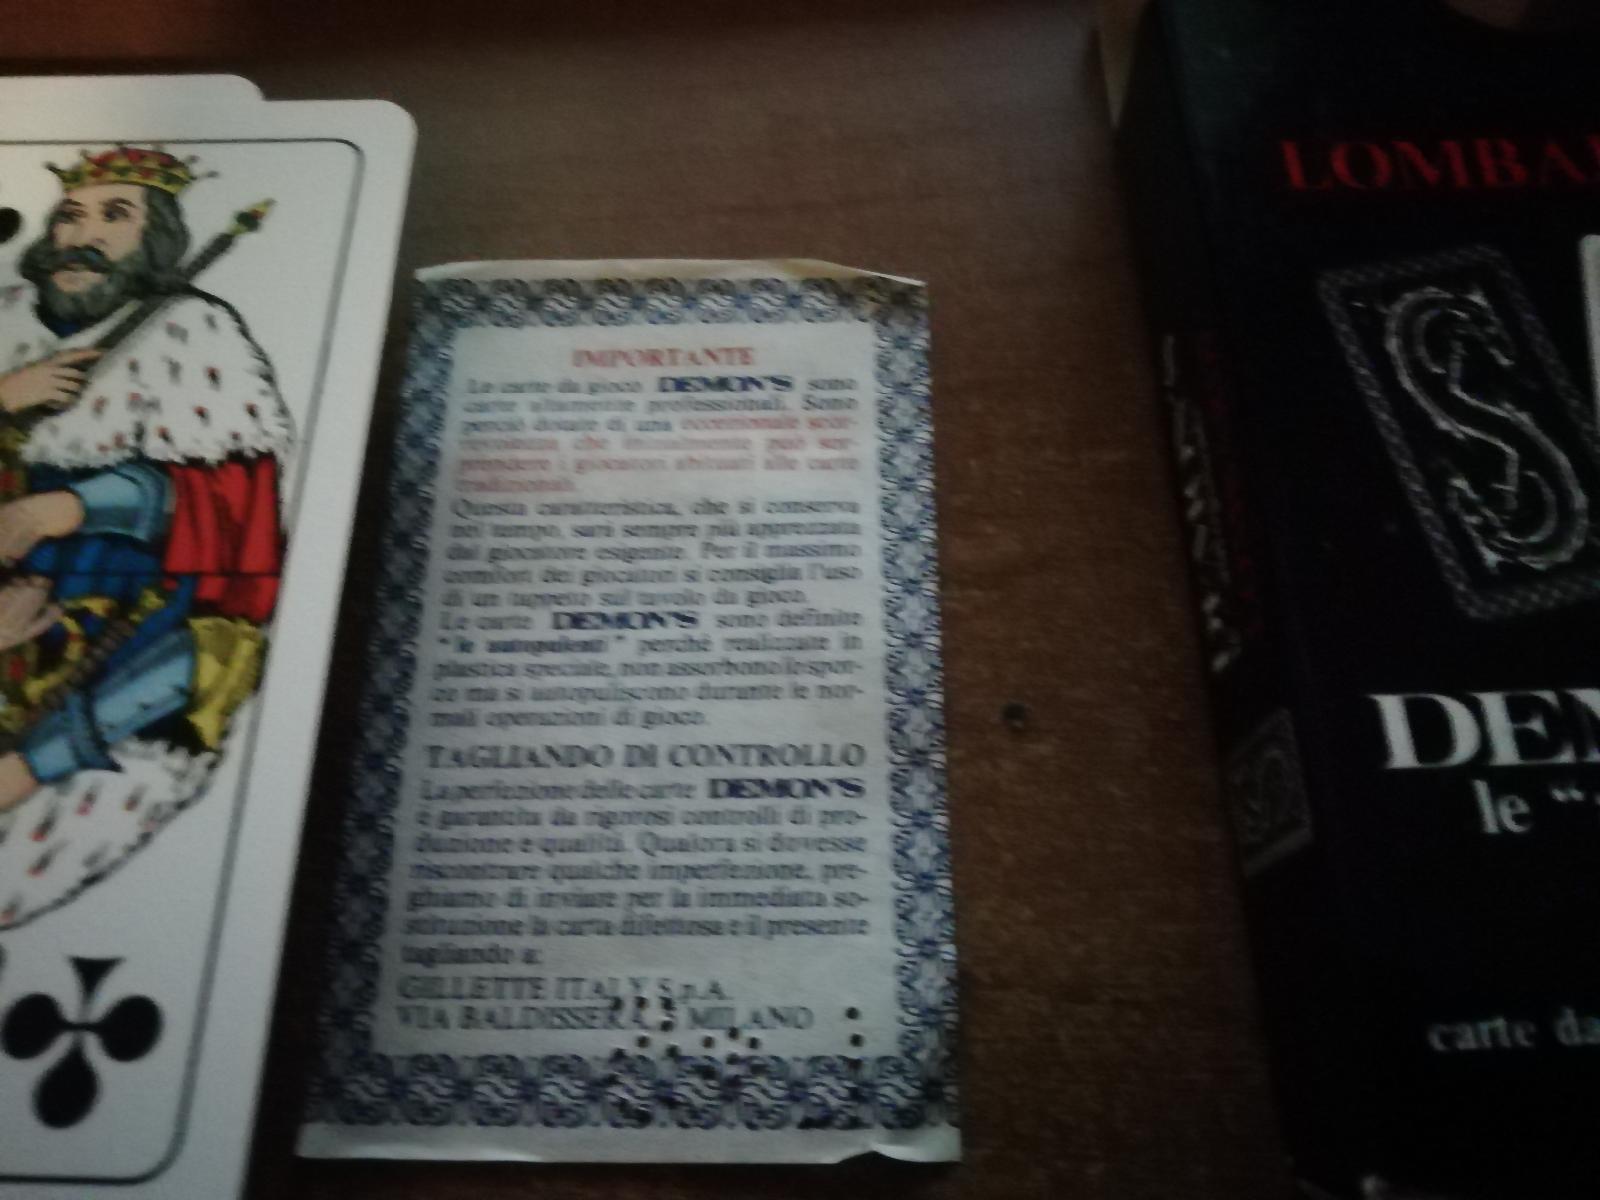 IMPORTANTE
Le carte da gioco DEMON'S sono
carte altamente professionali. Sono
perciò dotate di una eccezionale scor-
revolezza che inizialmente può sor-
prendere i giocatori abituati alle carte
tradizionali.
Questa caratteristica, che si conserva
nel tempo, sarà sempre più apprezzata
dal giocatore esigente. Per il massimo
comfort dei giocatori si consiglia l'uso
di un tappeto sul tavolo da gioco.
Le carte DEMON'S sono definite
"le autopulenti" perchè realizzate in
plastica speciale, non assorbono lo spor-
co ma si autopuliscono durante le nor-
mali operazioni di gioco.
TAGLIANDO DI CONTROLLO
La perfezione delle carte DEMON'S
è garantita da rigorosi controlli di pro-
duzione e qualità. Qualora si dovesse
riscontrare qualche imperfezione, pre-
ghiamo di inviare per la immediata so-
stituzione la carta difettosa e il presente
tagliando a:
GILLETTE ITALY S.p.A.
VIA BALDISSERA, MILANO
LOMBA
S
DEM
le "
carte da